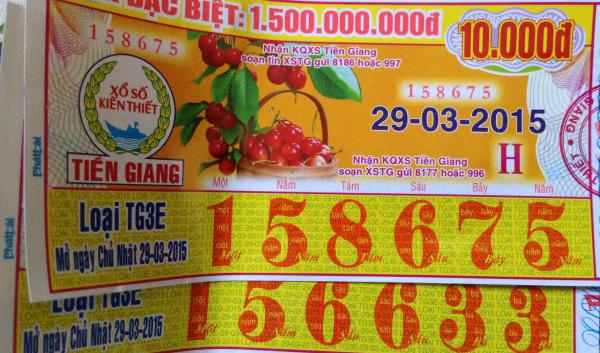 ĐẶC BIỆT: 1.500.000.000đ
10.000đ
158675
Nhận KQXS Tiền Giang
soạn tin XSTG gửi 8186 hoặc 997
XỔ SỐ
KIẾN THIẾT
TIỀN GIANG
158675
29-03-2015
Nhận KQXS Tiền Giang
soạn XSTG gửi 8177 hoặc 996
H
GIANG
THIẾT
Một Năm Tám Sáu Bảy Năm
Loại TG3E
Mở ngày Chủ Nhật 29-03-2015
158675
Loại TG3E
Mở ngày Chủ Nhật 29-03-2015
156633